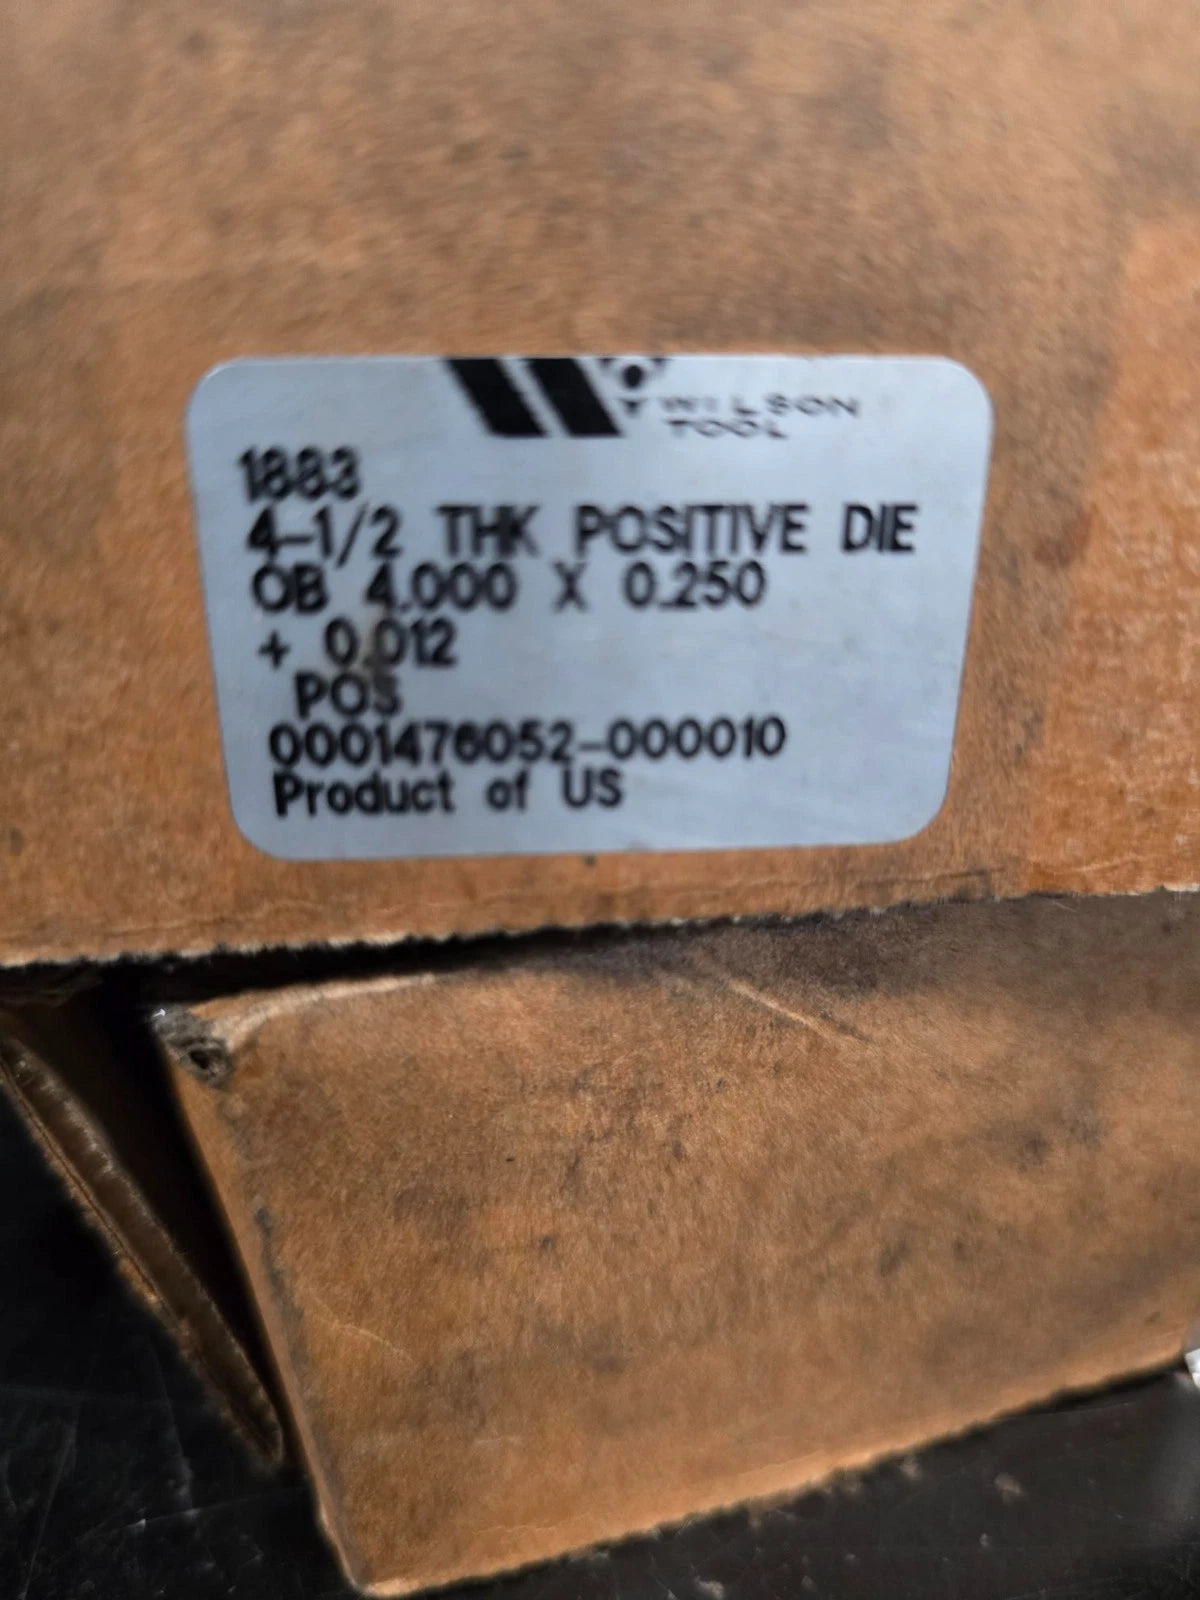 WILSON
TOOL
1883
4-1/2 THK POSITIVE DIE
OB 4.000 X 0.250
+ 0.012
POS
0001476052-000010
Product of US